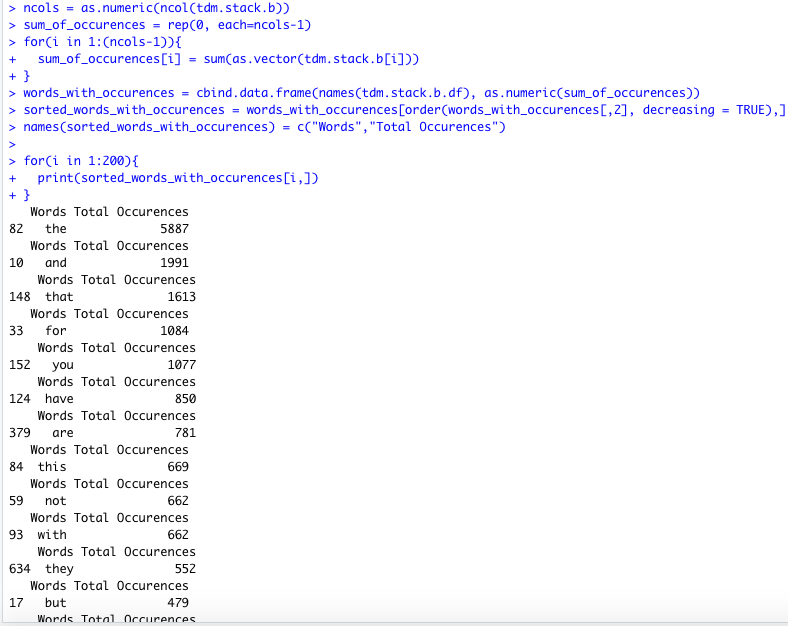 > ncols = as.numeric(ncol(tdm.stack.b))
> sum_of_occurences = rep(0, each=ncols-1)
> for(i in 1:(ncols-1)){
+   sum_of_occurences[i] = sum(as.vector(tdm.stack.b[i]))
+ }
> words_with_occurences = cbind.data.frame(names(tdm.stack.b.df), as.numeric(sum_of_occurences))
> sorted_words_with_occurences = words_with_occurences[order(words_with_occurences[,2], decreasing = TRUE),]
> names(sorted_words_with_occurences) = c("Words","Total Occurences")
>
> for(i in 1:200){
+   print(sorted_words_with_occurences[i,])
+ }
   Words Total Occurences
82   the             5887
   Words Total Occurences
10   and             1991
    Words Total Occurences
148  that             1613
   Words Total Occurences
33   for             1084
    Words Total Occurences
152   you             1077
    Words Total Occurences
124  have              850
    Words Total Occurences
379   are              781
   Words Total Occurences
84  this              669
   Words Total Occurences
59   not              662
   Words Total Occurences
93  with              662
    Words Total Occurences
634  they              552
   Words Total Occurences
17   but              479
    Words Total Occurences